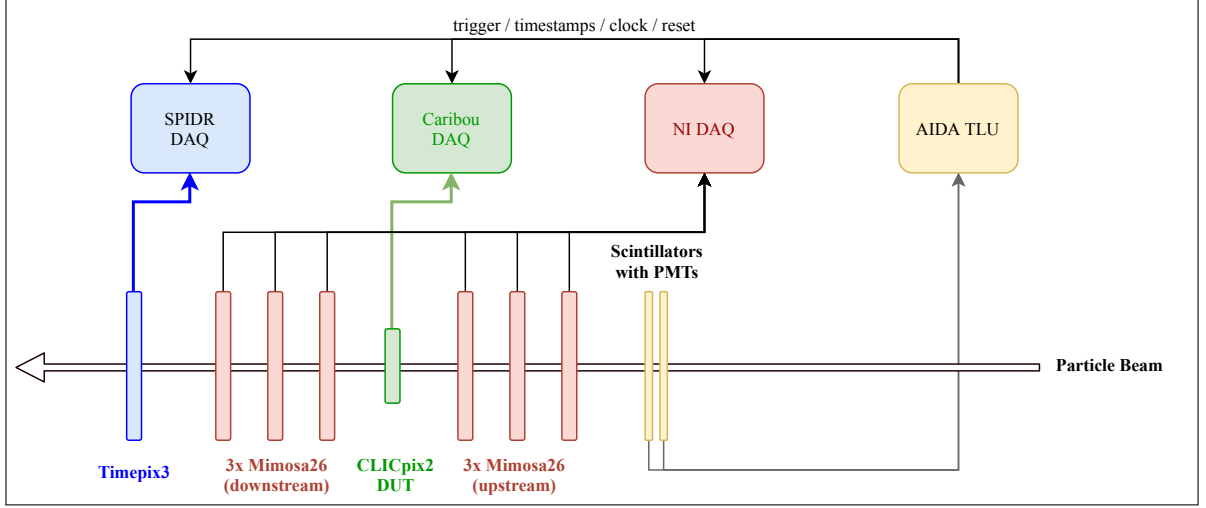 trigger / timestamps / clock / reset
SPIDR
DAQ
Caribou
DAQ
NI DAQ
AIDA TLU
Scintillators
with PMTs
Particle Beam
Timepix3
3x Mimosa26
(downstream)
CLICpix2
DUT
3x Mimosa26
(upstream)